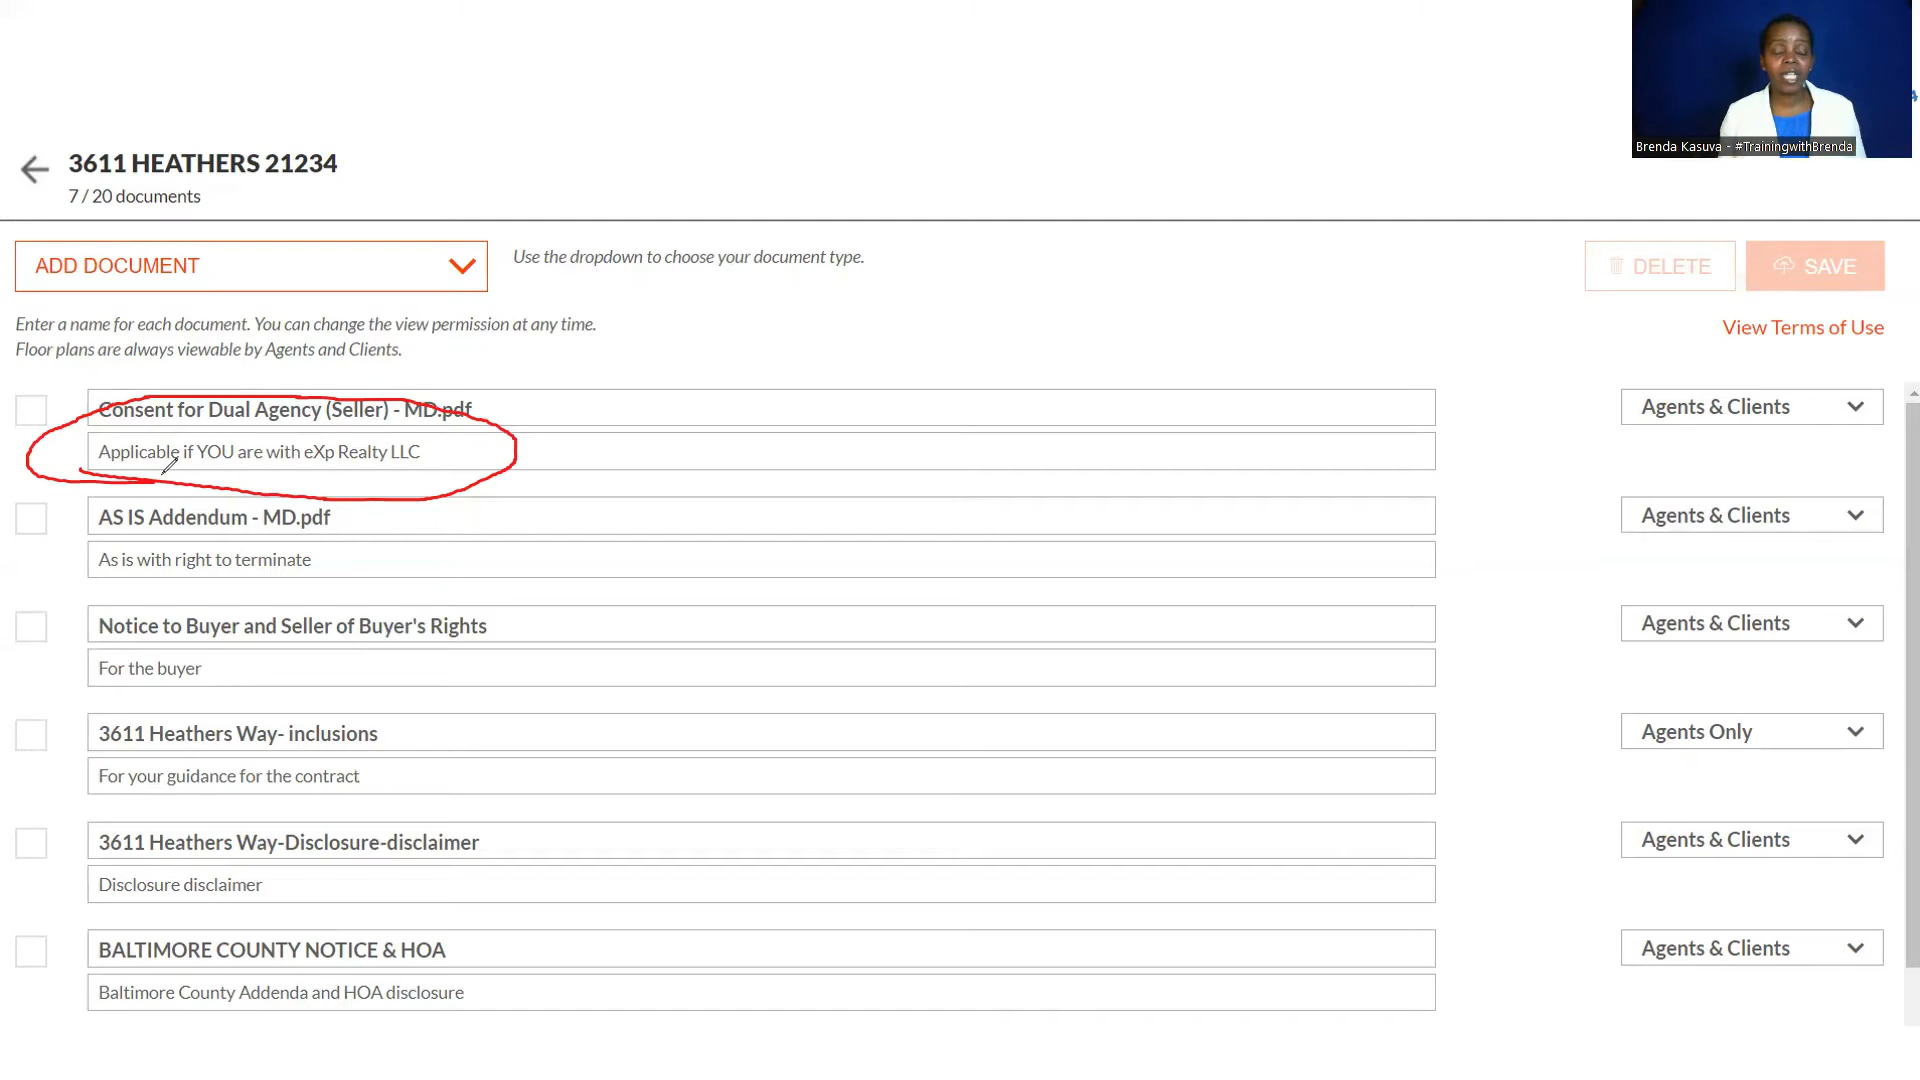 Brenda Kasuva - #TrainingwithBrenda
3611 HEATHERS 21234
7 / 20 documents
ADD DOCUMENT
Use the dropdown to choose your document type.
DELETE
SAVE
Enter a name for each document. You can change the view permission at any time.
Floor plans are always viewable by Agents and Clients.
View Terms of Use
Consent for Dual Agency (Seller) - MD.pdf
Agents & Clients
Applicable if YOU are with eXp Realty LLC
AS IS Addendum - MD.pdf
Agents & Clients
As is with right to terminate
Notice to Buyer and Seller of Buyer's Rights
Agents & Clients
For the buyer
3611 Heathers Way- inclusions
Agents Only
For your guidance for the contract
3611 Heathers Way-Disclosure-disclaimer
Agents & Clients
Disclosure disclaimer
BALTIMORE COUNTY NOTICE & HOA
Agents & Clients
Baltimore County Addenda and HOA disclosure